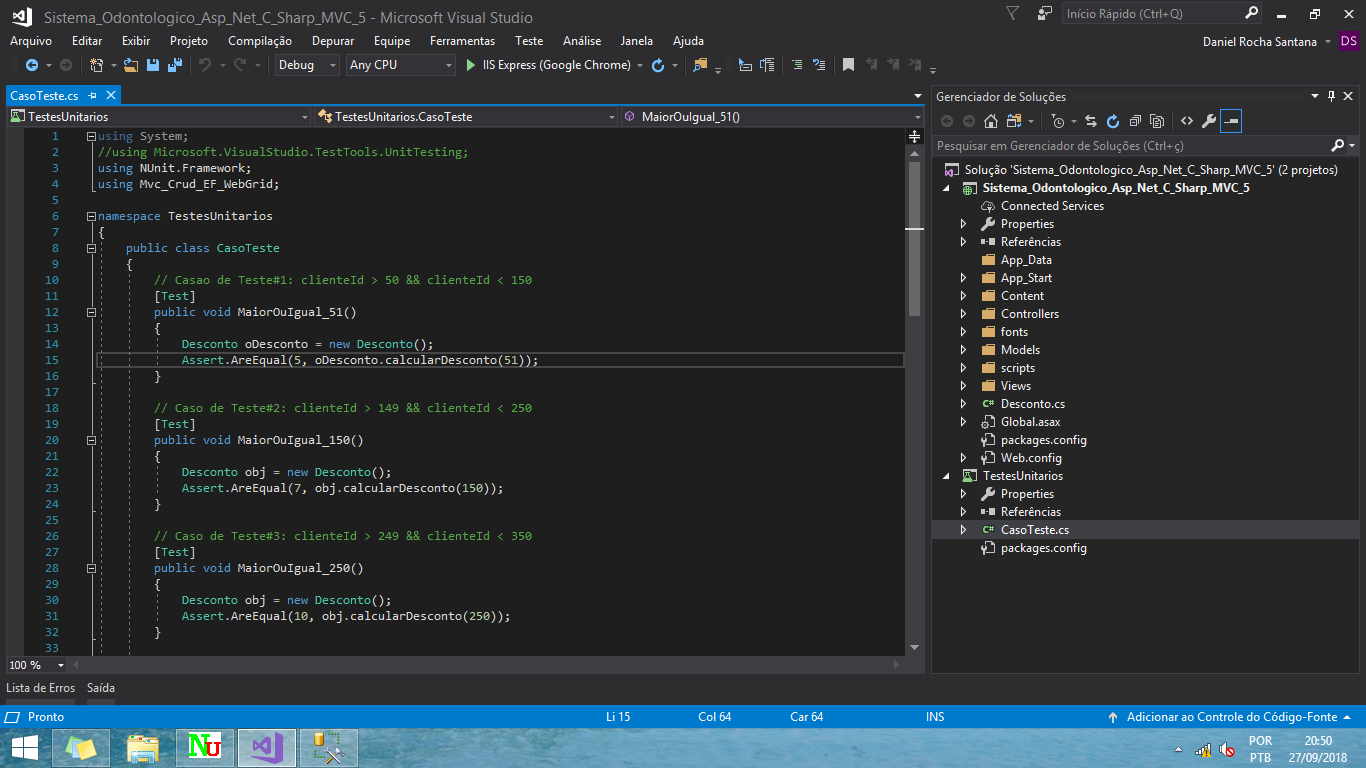 Sistema_Odontologico_Asp_Net_C_Sharp_MVC_5 - Microsoft Visual Studio
Início Rápido (Ctrl+Q)
Arquivo Editar Exibir Projeto Compilação Depurar Equipe Ferramentas Teste Análise Janela Ajuda
Daniel Rocha Santana DS
Debug Any CPU IIS Express (Google Chrome)
CasoTeste.cs
TestesUnitarios TestesUnitarios.CasoTeste MaiorOuIgual_51()
1 using System;
2 //using Microsoft.VisualStudio.TestTools.UnitTesting;
3 using NUnit.Framework;
4 using Mvc_Crud_EF_WebGrid;
5
6 namespace TestesUnitarios
7 {
8 public class CasoTeste
9 {
10 // Casao de Teste#1: clienteId > 50 && clienteId < 150
11 [Test]
12 public void MaiorOuIgual_51()
13 {
14 Desconto oDesconto = new Desconto();
15 Assert.AreEqual(5, oDesconto.calcularDesconto(51));
16 }
17
18 // Caso de Teste#2: clienteId > 149 && clienteId < 250
19 [Test]
20 public void MaiorOuIgual_150()
21 {
22 Desconto obj = new Desconto();
23 Assert.AreEqual(7, obj.calcularDesconto(150));
24 }
25
26 // Caso de Teste#3: clienteId > 249 && clienteId < 350
27 [Test]
28 public void MaiorOuIgual_250()
29 {
30 Desconto obj = new Desconto();
31 Assert.AreEqual(10, obj.calcularDesconto(250));
32 }
33
100 %
Gerenciador de Soluções
Pesquisar em Gerenciador de Soluções (Ctrl+ç)
Solução 'Sistema_Odontologico_Asp_Net_C_Sharp_MVC_5' (2 projetos)
Sistema_Odontologico_Asp_Net_C_Sharp_MVC_5
Connected Services
Properties
Referências
App_Data
App_Start
Content
Controllers
fonts
Models
scripts
Views
C# Desconto.cs
Global.asax
packages.config
Web.config
TestesUnitarios
Properties
Referências
C# CasoTeste.cs
packages.config
Lista de Erros Saída
Pronto Li 15 Col 64 Car 64 INS Adicionar ao Controle do Código-Fonte
NU
POR 20:50
PTB 27/09/2018